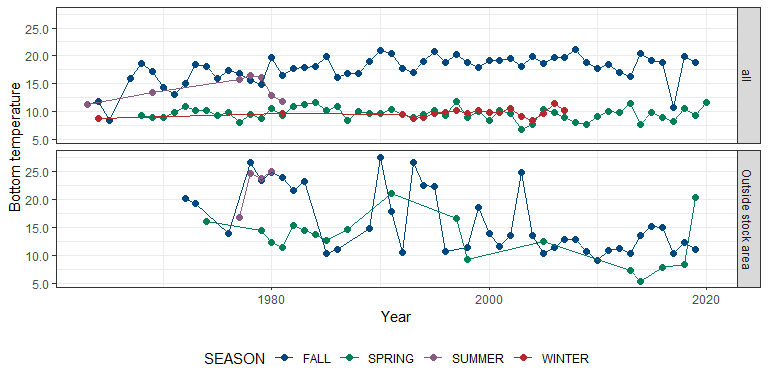 Bottom temperature
25.0
20.0
15.0
10.0
5.0
all
25.0
20.0
15.0
10.0
5.0
Outside stock area
1980
2000
2020
Year
SEASON FALL SPRING SUMMER WINTER